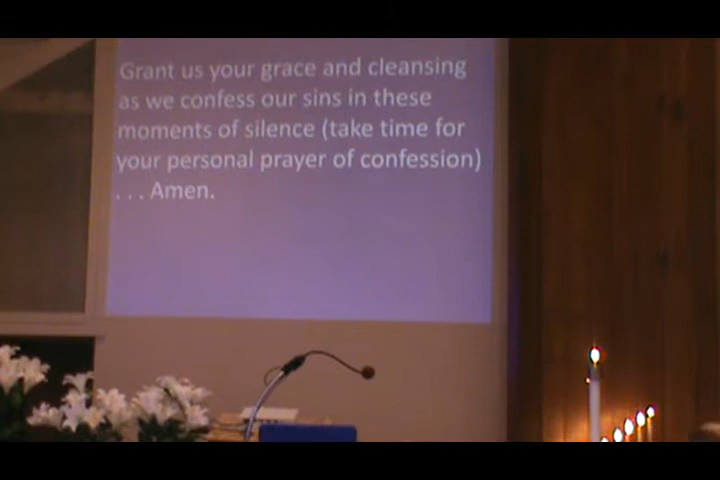 Grant us your grace and cleansing
as we confess our sins in these
moments of silence (take time for
your personal prayer of confession)
. . . Amen.